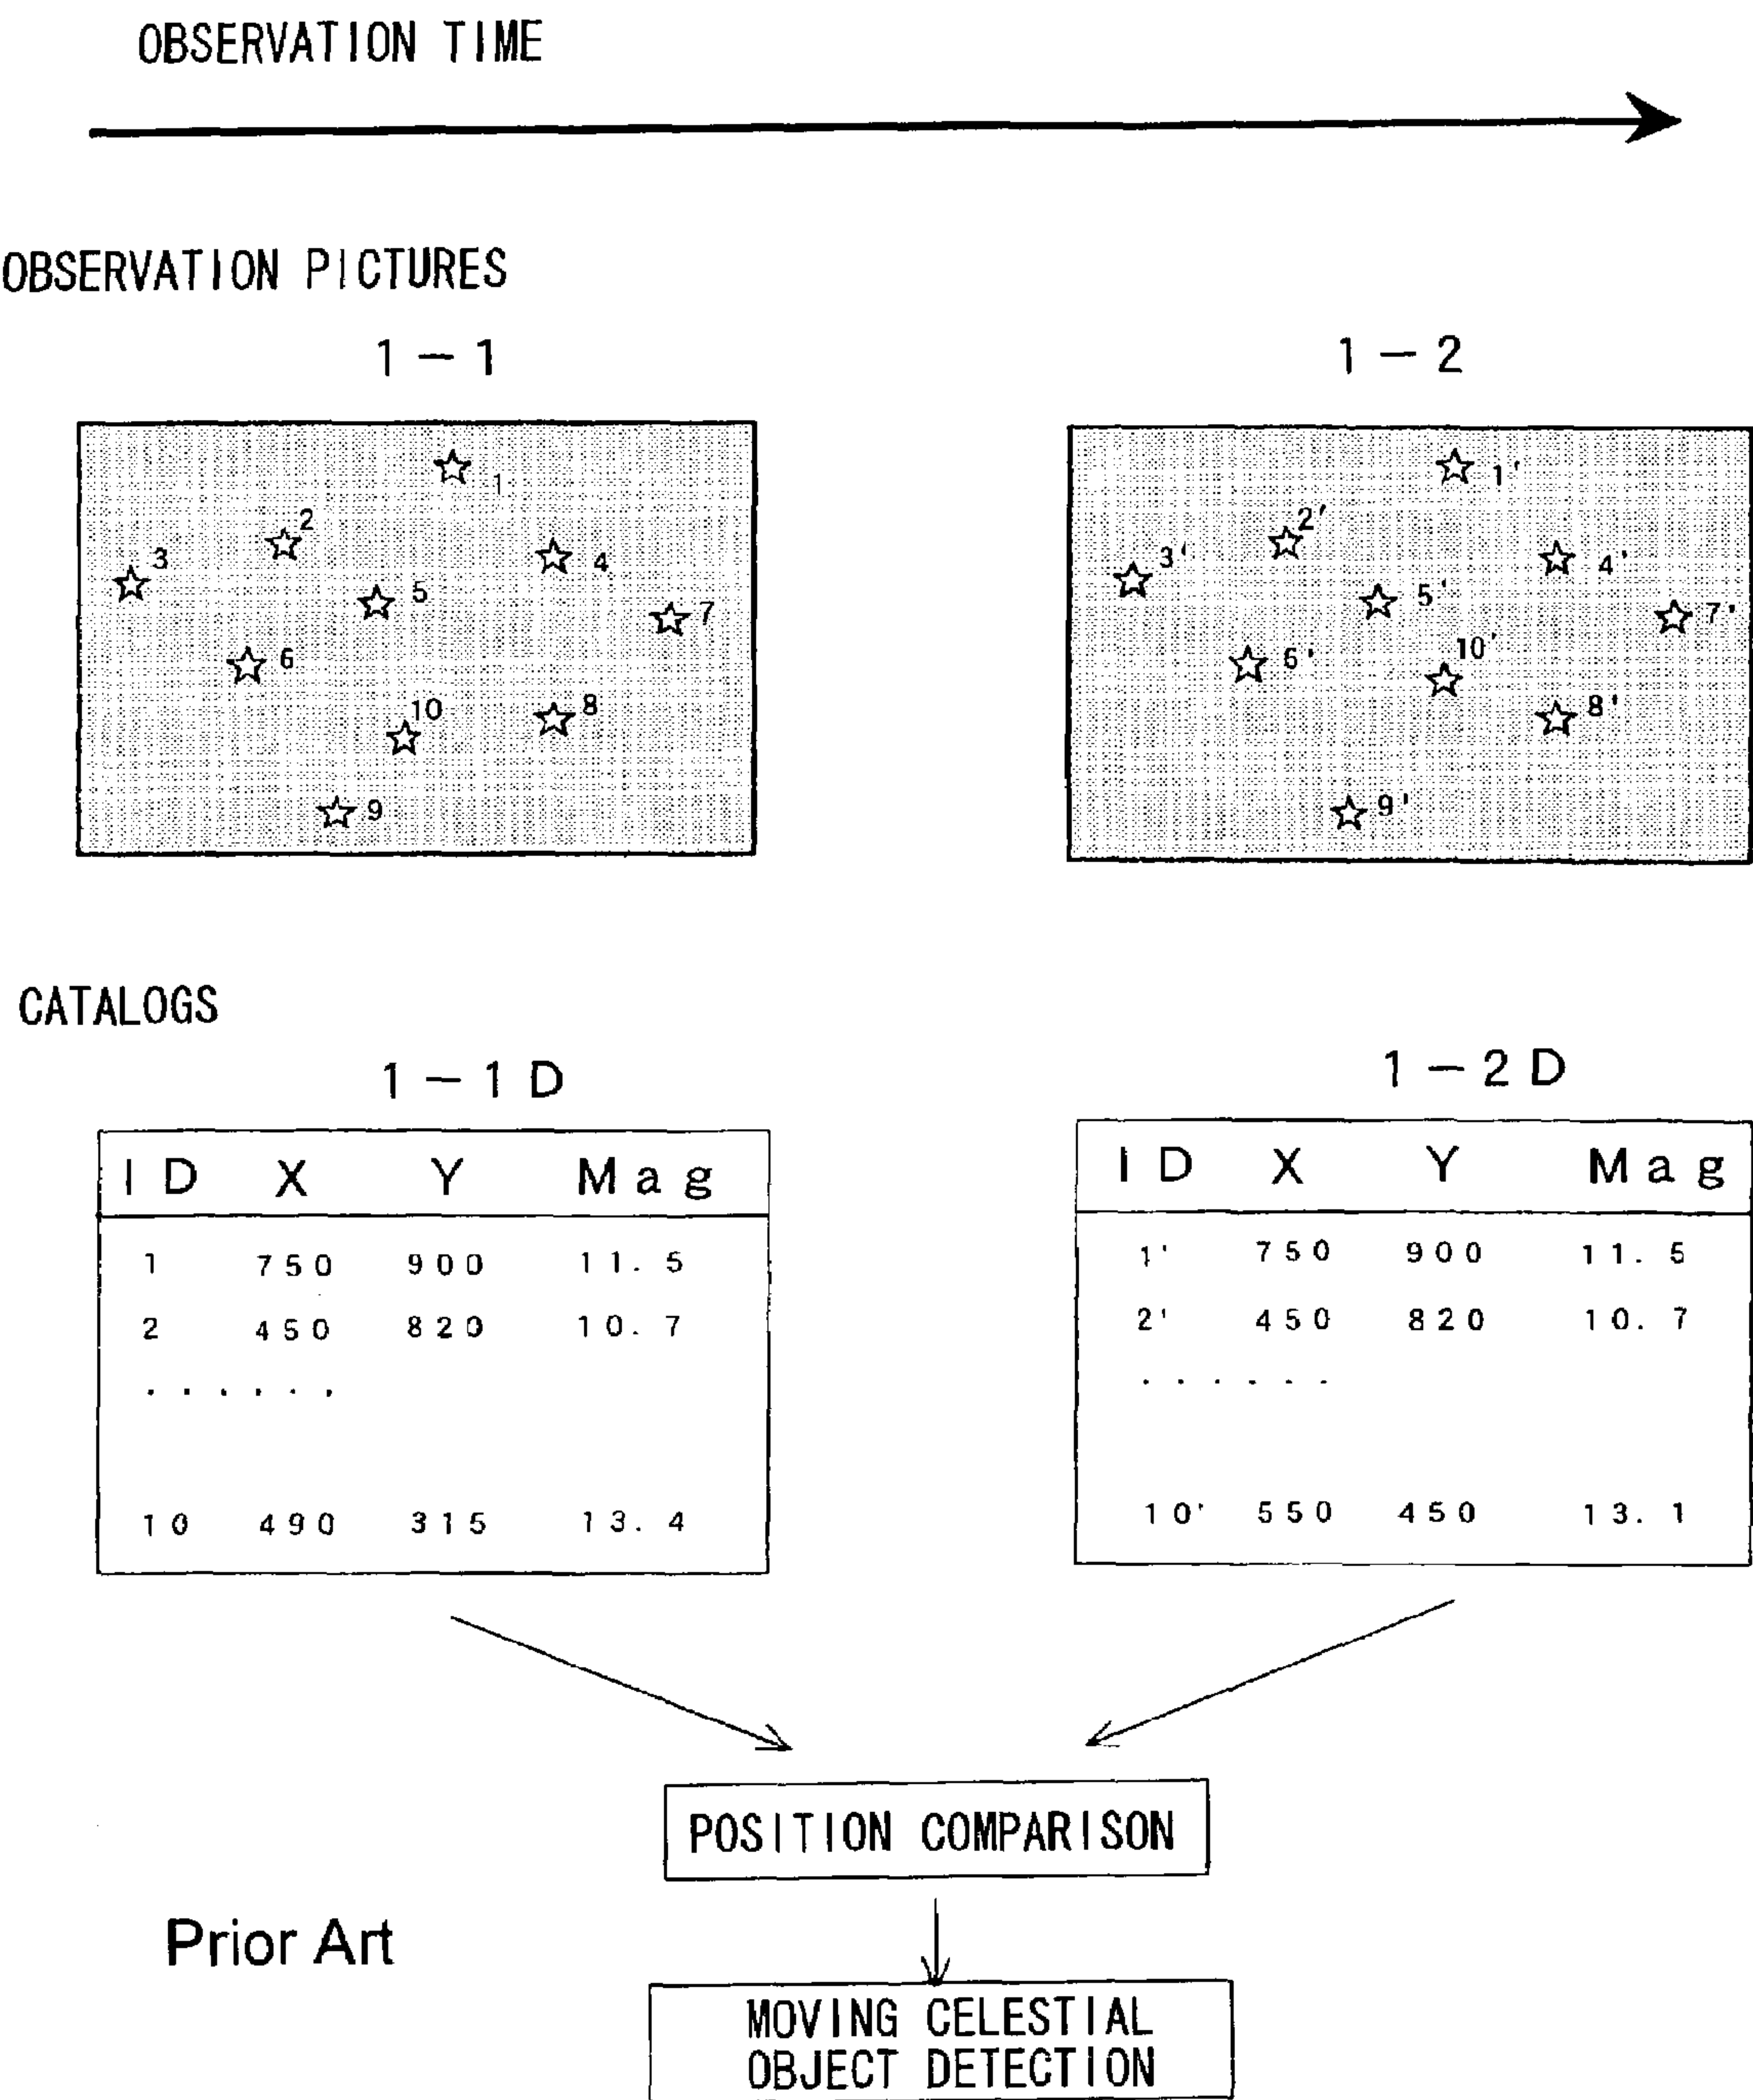 OBSERVATION TIME
OBSERVATION PICTURES
1-1
1-2
1
2
3
4
5
6
7
8
9
10
1'
2'
3'
4'
5'
6'
7'
8'
9'
10'
CATALOGS
1-1D
ID X Y Mag
1 750 900 11.5
2 450 820 10.7
......
10 490 315 13.4
1-2D
ID X Y Mag
1' 750 900 11.5
2' 450 820 10.7
......
10' 550 450 13.1
POSITION COMPARISON
Prior Art
MOVING CELESTIAL
OBJECT DETECTION